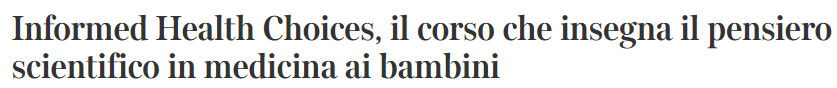 Informed Health Choices, il corso che insegna il pensiero
scientifico in medicina ai bambini